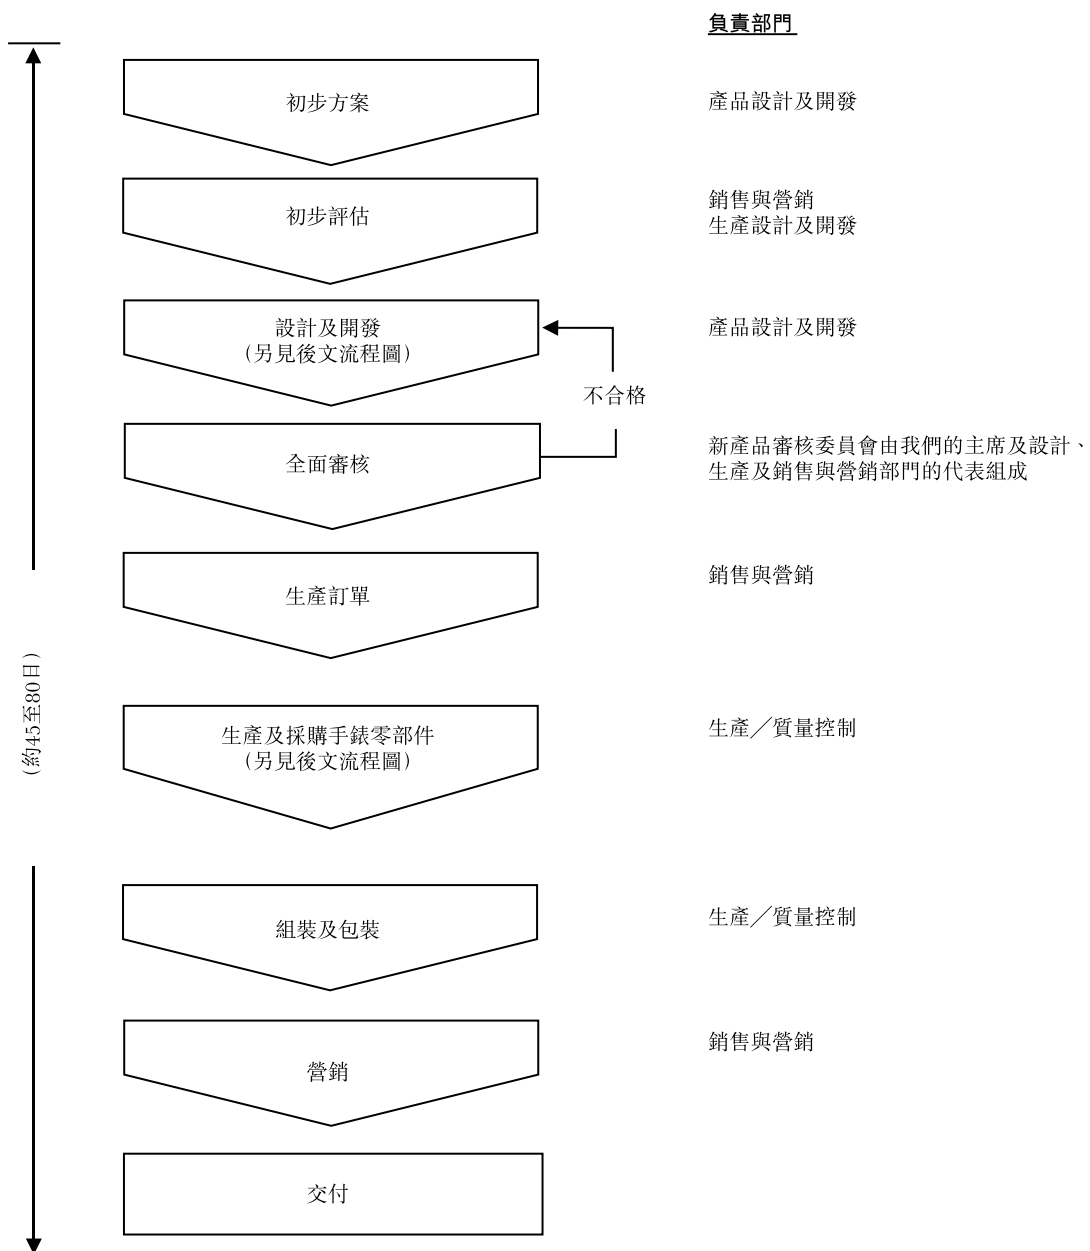 負責部門
初步方案
產品設計及開發
初步評估
銷售與營銷
生產設計及開發
設計及開發
（另見後文流程圖）
產品設計及開發
不合格
全面審核
新產品審核委員會由我們的主席及設計、
生產及銷售與營銷部門的代表組成
生產訂單
銷售與營銷
（約45至80日）
生產及採購手錶零部件
（另見後文流程圖）
生產／質量控制
組裝及包裝
生產／質量控制
營銷
銷售與營銷
交付